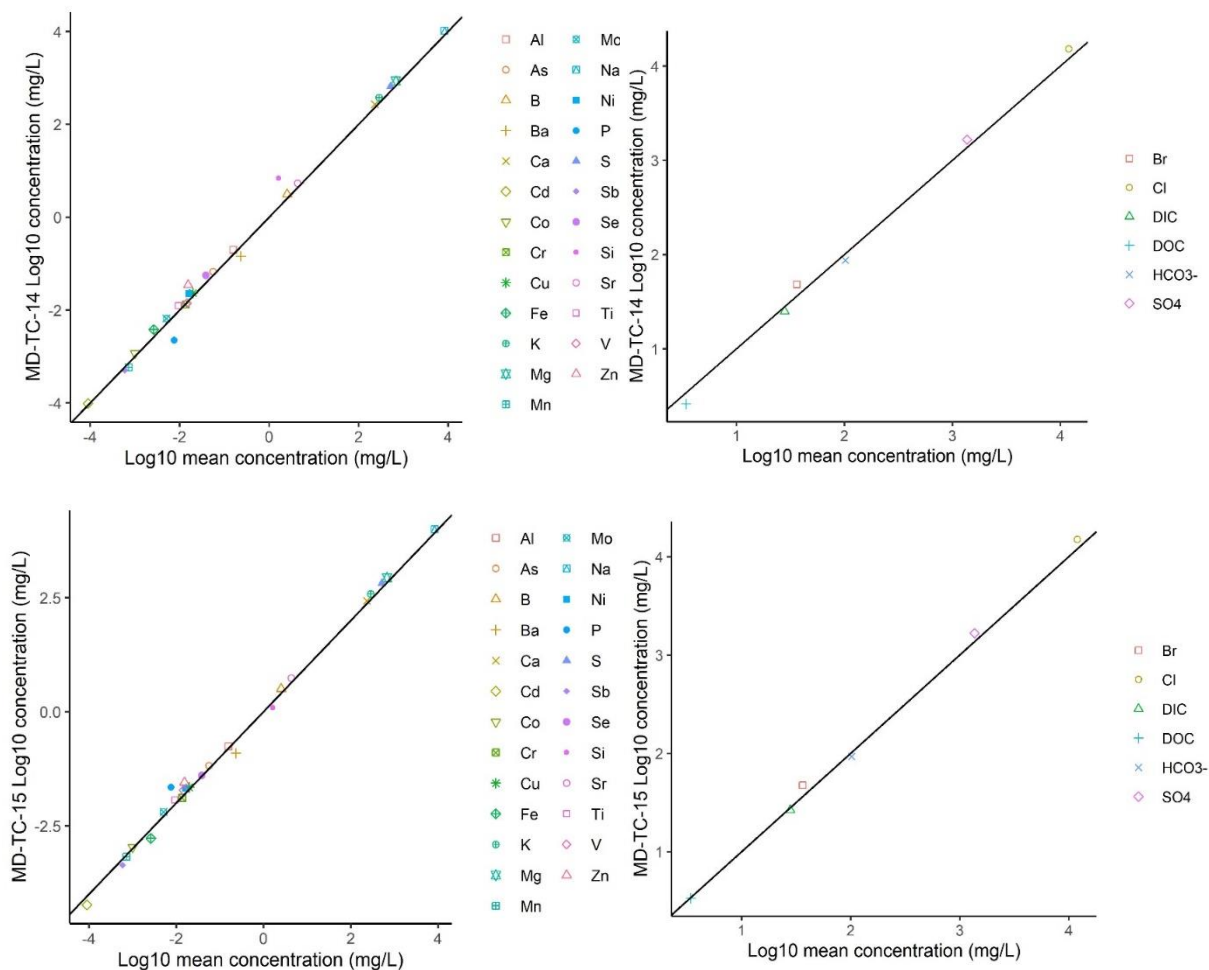 MD-TC-14 Log10 concentration (mg/L)
4
2
0
-2
-4
-4 -2 0 2 4
Log10 mean concentration (mg/L)
Al Mo
As Na
B Ni
Ba P
Ca S
Cd Sb
Co Se
Cr Si
Cu Sr
Fe Ti
K V
Mg Zn
Mn
MD-TC-14 Log10 concentration (mg/L)
4
3
2
1
1 2 3 4
Log10 mean concentration (mg/L)
Br
Cl
DIC
DOC
HCO3-
SO4
MD-TC-15 Log10 concentration (mg/L)
2.5
0.0
-2.5
-4 -2 0 2 4
Log10 mean concentration (mg/L)
Al Mo
As Na
B Ni
Ba P
Ca S
Cd Sb
Co Se
Cr Si
Cu Sr
Fe Ti
K V
Mg Zn
Mn
MD-TC-15 Log10 concentration (mg/L)
4
3
2
1
1 2 3 4
Log10 mean concentration (mg/L)
Br
Cl
DIC
DOC
HCO3-
SO4